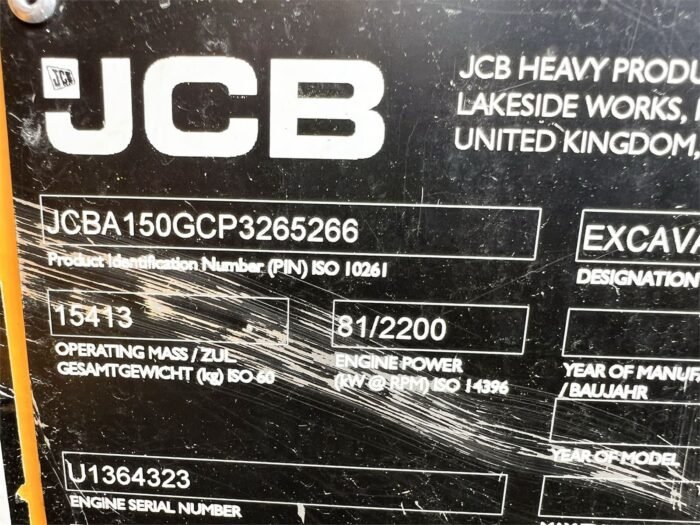 JCB
JCB
JCB HEAVY PRODU
LAKESIDE WORKS,
UNITED KINGDOM,
JCBA150GCP3265266
Product Identification Number (PIN) ISO 10261
EXCAVA
DESIGNATION
15413
OPERATING MASS / ZUL.
GESAMTGEWICHT (kg) ISO 60
81/2200
ENGINE POWER
(kW @ RPM) ISO 14396
YEAR OF MANUF
/ BAUJAHR
YEAR OF MODEL
U1364323
ENGINE SERIAL NUMBER